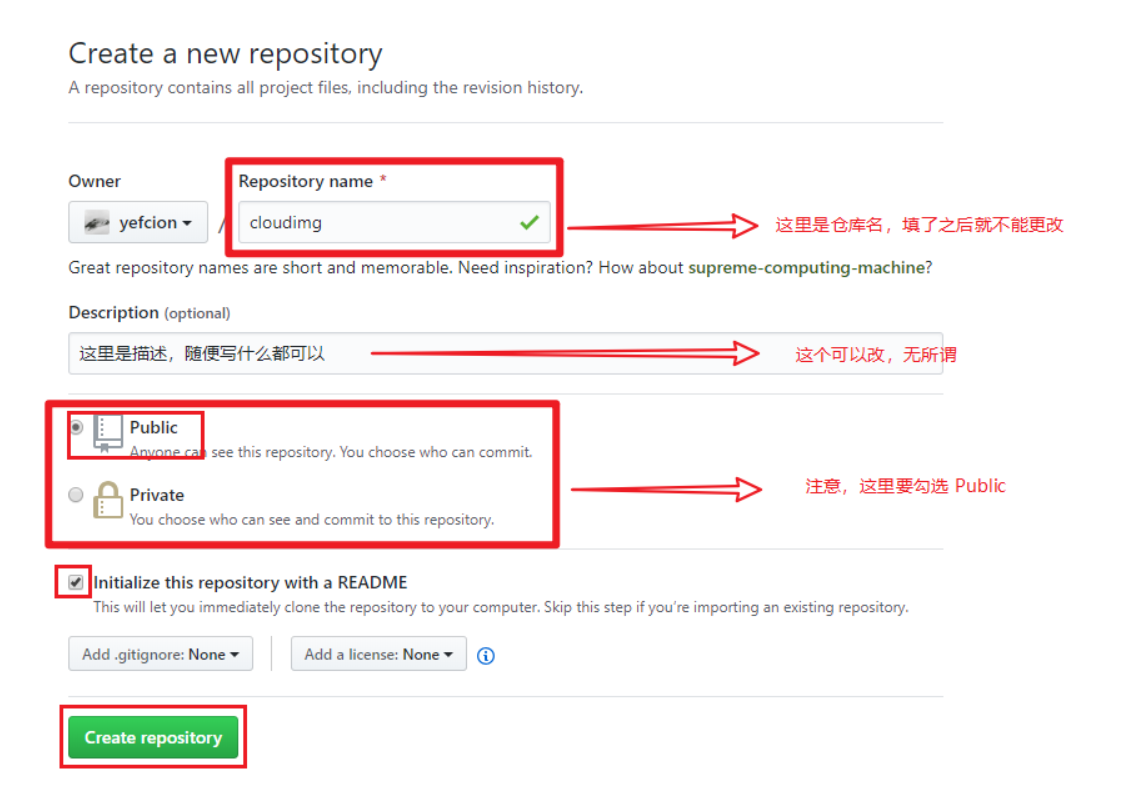 Create a new repository
A repository contains all project files, including the revision history.
Owner
Repository name *
yefcion
/
cloudimg
这里是仓库名，填了之后就不能更改
Great repository names are short and memorable. Need inspiration? How about supreme-computing-machine?
Description (optional)
这里是描述，随便写什么都可以
这个可以改，无所谓
Public
Anyone can see this repository. You choose who can commit.
Private
You choose who can see and commit to this repository.
注意，这里要勾选 Public
Initialize this repository with a README
This will let you immediately clone the repository to your computer. Skip this step if you're importing an existing repository.
Add .gitignore: None
Add a license: None
Create repository